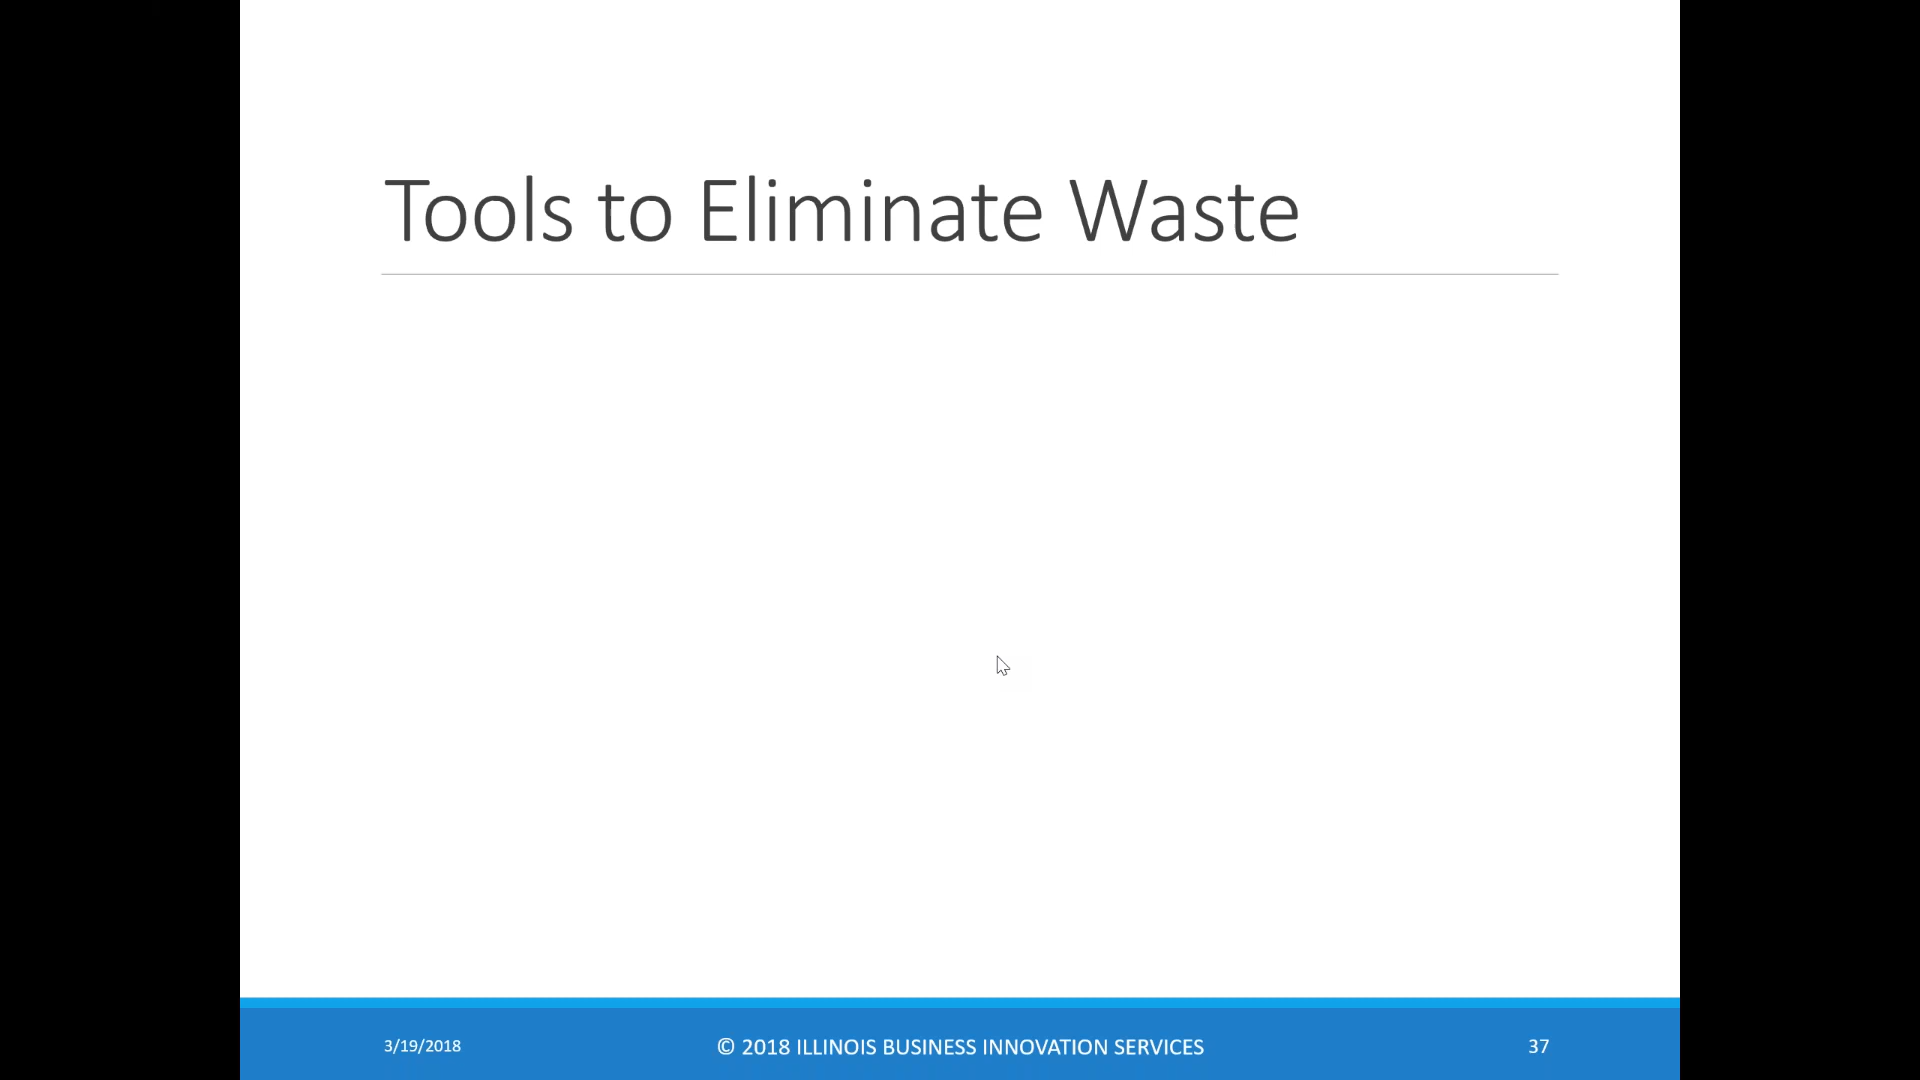 Tools to Eliminate Waste
3/19/2018
© 2018 ILLINOIS BUSINESS INNOVATION SERVICES
37